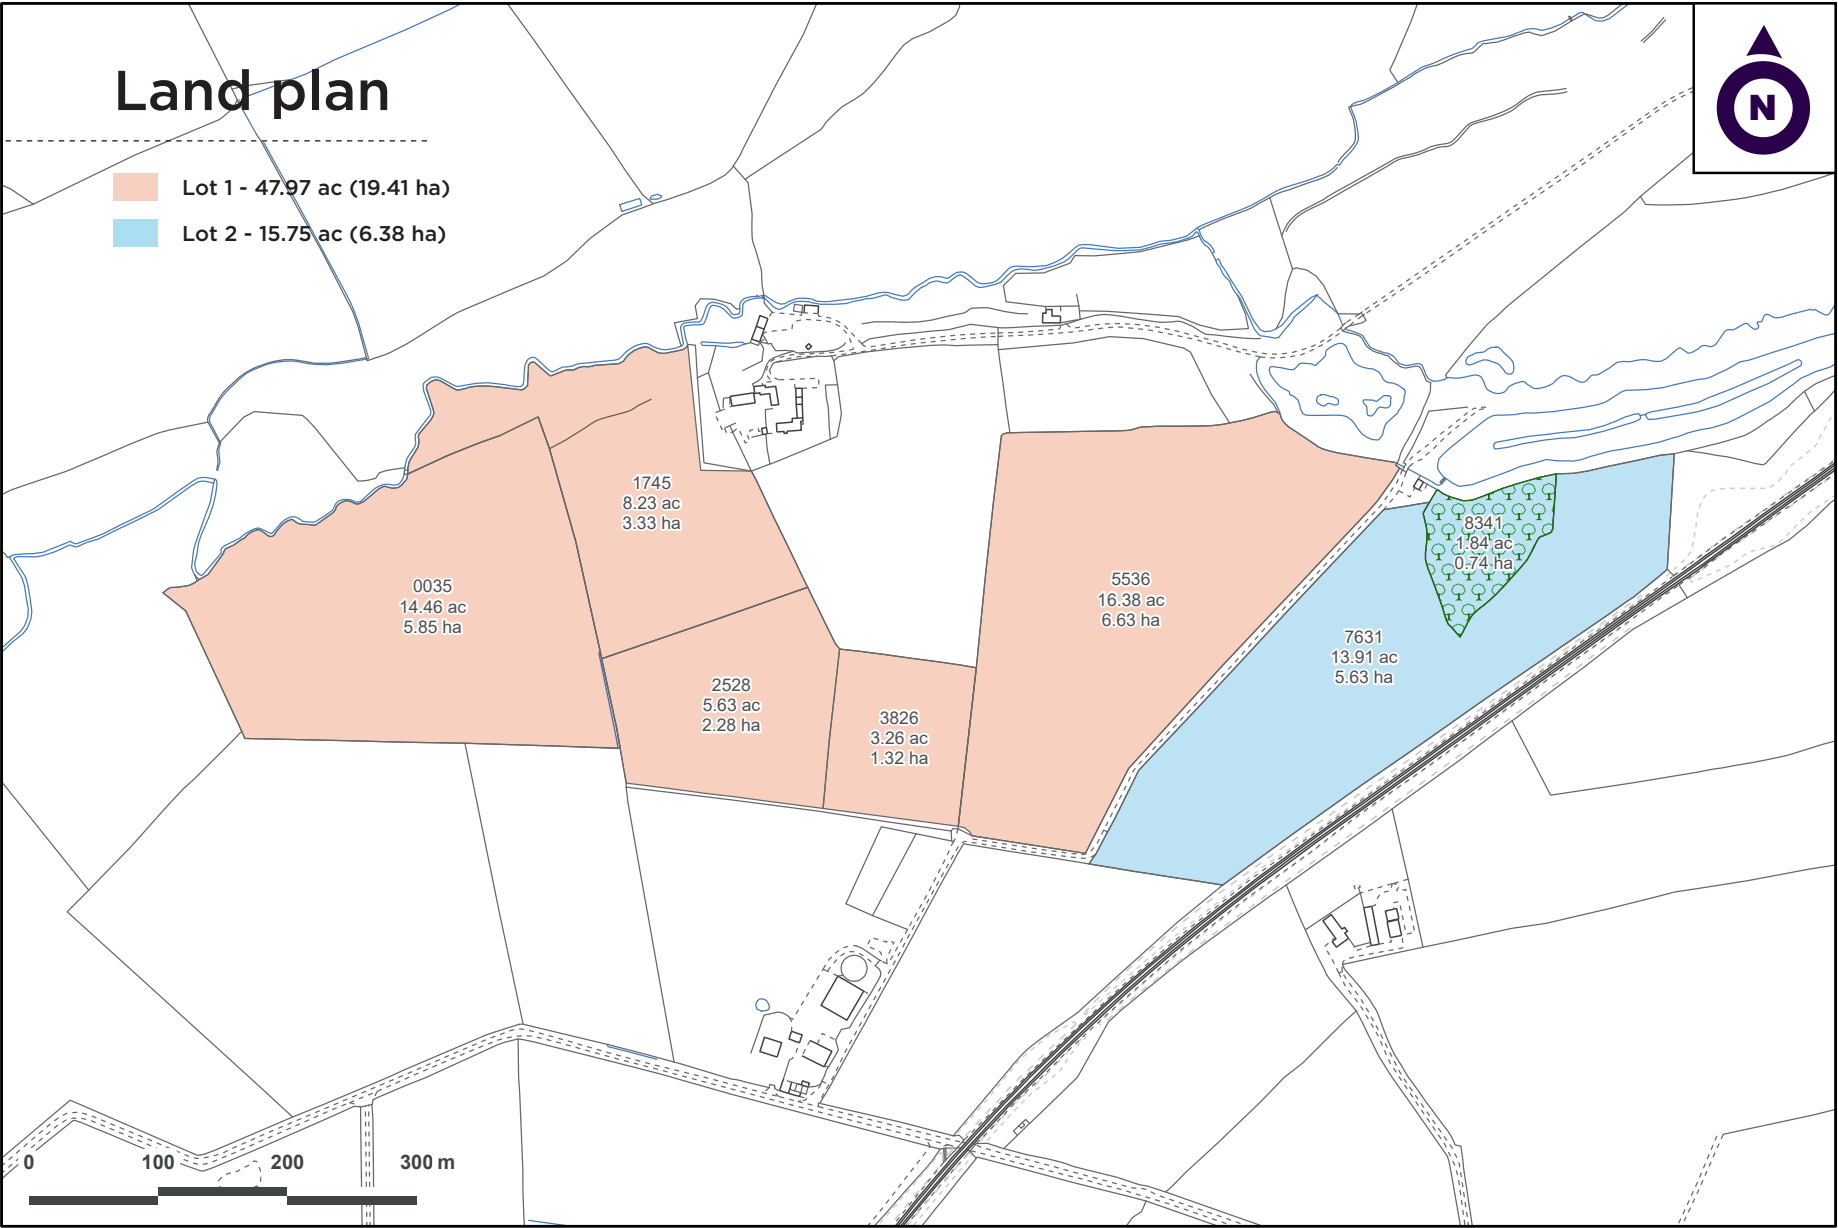 Land plan
N
Lot 1 - 47.97 ac (19.41 ha)
Lot 2 - 15.75 ac (6.38 ha)
1745
8.23 ac
3.33 ha
8341
1.84 ac
0.74 ha
0035
14.46 ac
5.85 ha
5536
16.38 ac
6.63 ha
7631
13.91 ac
5.63 ha
2528
5.63 ac
2.28 ha
3826
3.26 ac
1.32 ha
0 100 200 300 m